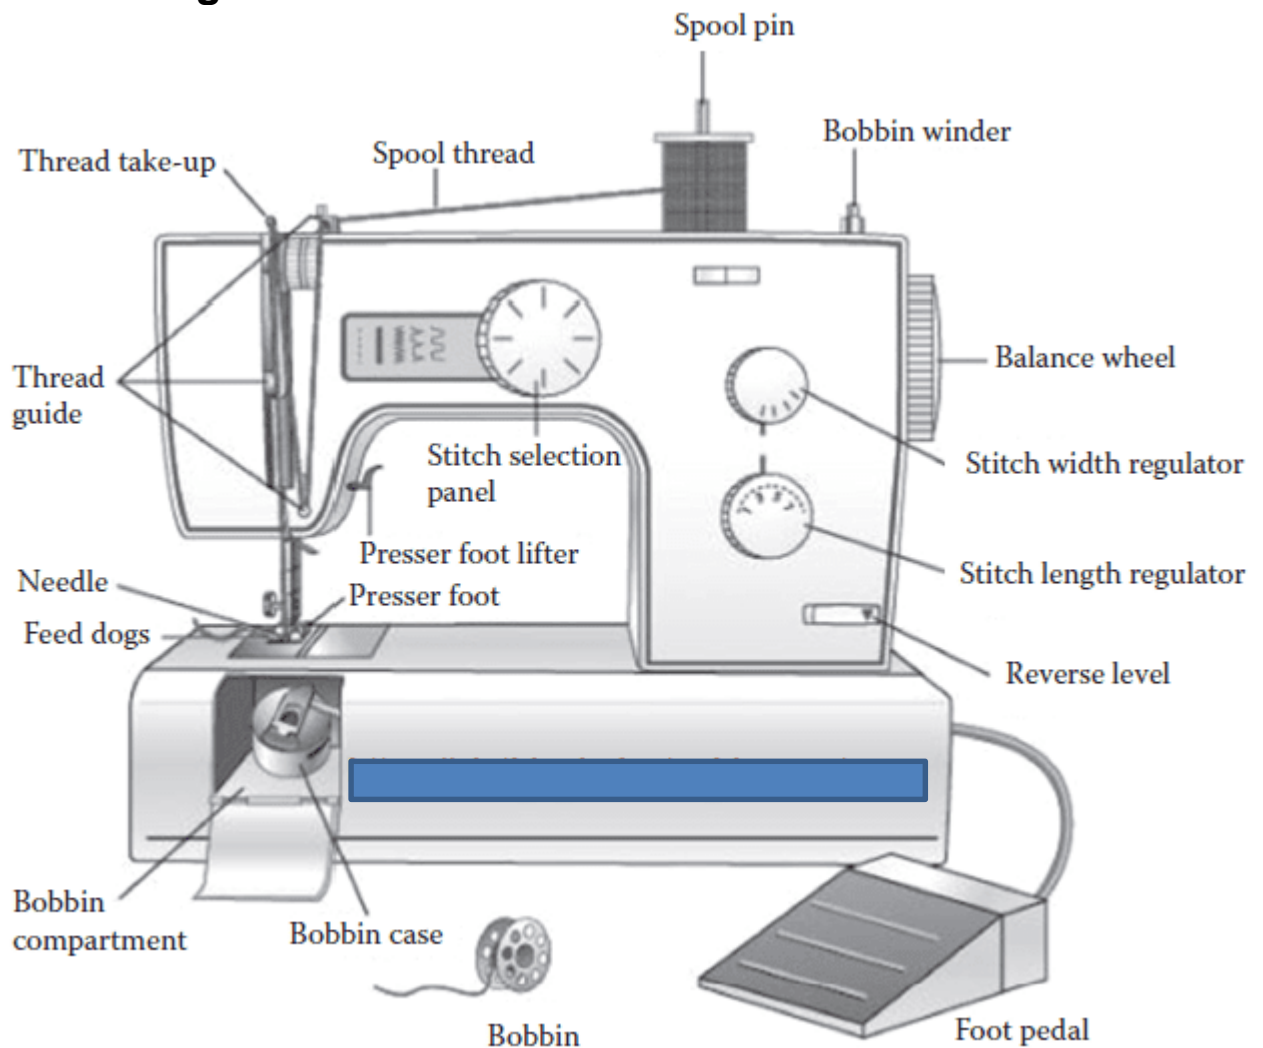 Spool pin
Bobbin winder
Spool thread
Thread take-up
Balance wheel
Thread
guide
Stitch selection
panel
Stitch width regulator
Presser foot lifter
Stitch length regulator
Needle
Presser foot
Feed dogs
Reverse level
Bobbin
compartment
Bobbin case
Bobbin
Foot pedal